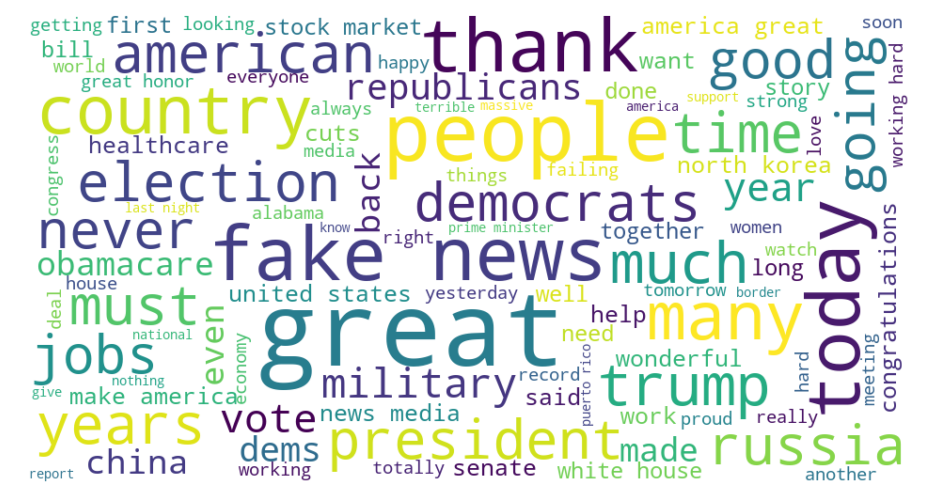 getting
first
looking
stock market
thank
america great
soon
bill
american
happy
want
good
going
working hard
world
great honor
everyone
republicans
done
story
country
always
terrible
massive
america
support
strong
healthcare
cuts
people
time
love
congress
media
things
failing
north korea
election
back
democrats
year
last night
alabama
know
right
prime minister
together
women
never
fake news
much
watch
today
congratulations
obamacare
long
house
united states
yesterday
well
tomorrow
border
deal
must
even
great
help
many
national
need
jobs
economy
puerto rico
wonderful
hard
meeting
nothing
military
record
trump
give
make america
said
years
vote
news media
work
proud
really
president
made
russia
china
dems
report
working
totally
senate
white house
another